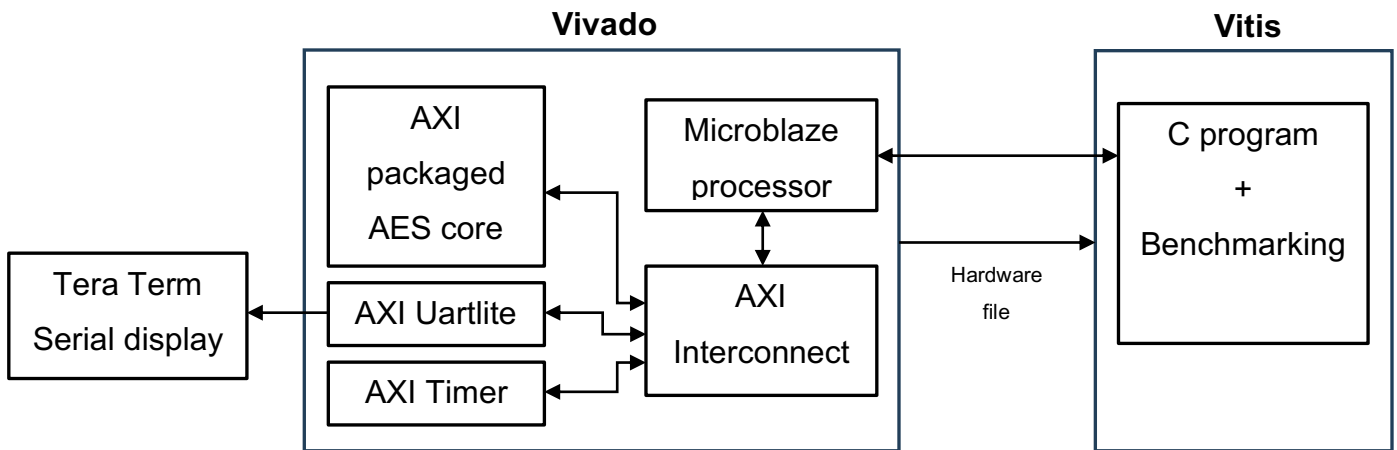 Vivado
Vitis
AXI
packaged
AES core
Microblaze
processor
C program
+
Benchmarking
Tera Term
Serial display
AXI Uartlite
AXI Timer
AXI
Interconnect
Hardware
file